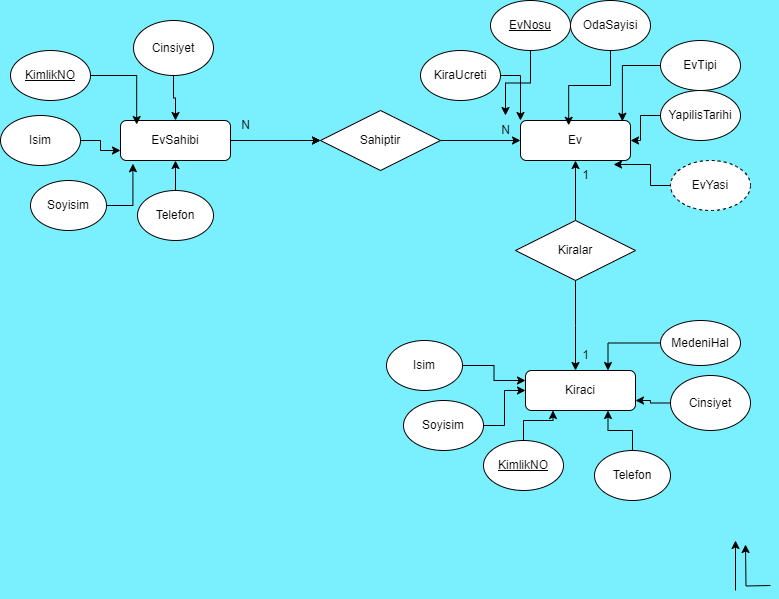 EvNosu
OdaSayisi
Cinsiyet
KimlikNO
KiraUcreti
EvTipi
YapilisTarihi
N
N
Isim
EvSahibi
Sahiptir
Ev
1
EvYasi
Soyisim
Telefon
Kiralar
MedeniHal
1
Isim
Kiraci
Cinsiyet
Soyisim
KimlikNO
Telefon